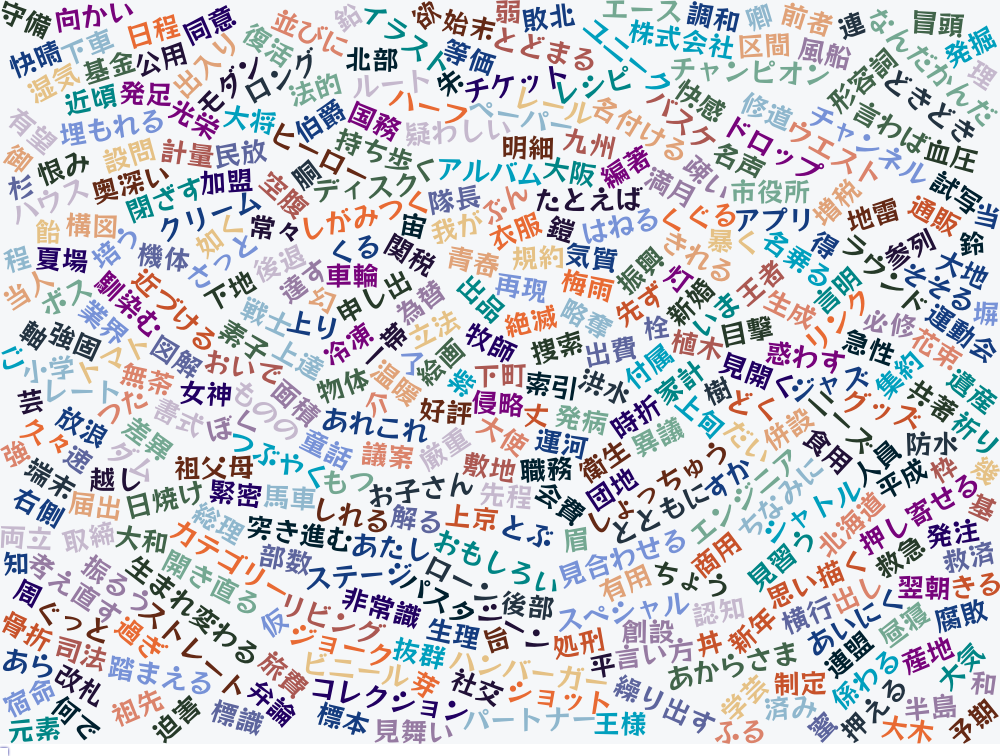 守備
向かい
日程
同意
並びに
鉛
イラスト
欲
始末
弱
敗北
エース
調和
卿
前者
連
なんだかんだ
冒頭
発掘
快晴
下車
復活
等価
とどまる
ユニーク
株式会社
区間
風船
理
湿気
基金
公用
出入り
モダン
ロング
北部
朱
チケット
レシピ
チャンピオン
形容詞
どきどき
近頃
発足
法的
ルート
ハーフ
ペーパー
レール
名付ける
バスク
快感
修道
ウエスト
チャンネル
言わば
血圧
有益
埋もれる
光栄
大将
ヒーロー
伯爵
国務
疑わしい
明細
九州
ドロップ
御
恨み
設問
計量
民放
持ち歩く
名声
杉
ハウス
奥深い
閉ざす
加盟
空腹
胴
ディスク
アルバム
大阪
編著
満月
疎い
市役所
増税
試写
当
隊長
ぶん
たとえば
飴
構図
培う
クリーム
常々
しがみつく
宙
我が
衣服
鎧
はねる
くぐる
アプリ
得
地雷
通販
鈴
程
夏場
機体
如く
さっと
後退
くる
関税
青春
規約
気質
きれる
暴く
名乗る
ラウンド
参列
大地
当人
ボス
馴染む
近づける
下地
達す
幻
車輪
申し出
為替
出品
再現
梅雨
振興
灯
王者
言明
そそる
塀
軸
強固
業界
戦士
上り
冷凍
立法
絶滅
略奪
先ず
新婚
いま
生成
リング
必修
運動会
花束
ご
小学
トマト
図解
素子
上達
一帯
了
絵画
牧師
捜索
出費
栓
植木
目撃
惑わす
急性
レート
無茶
おいで
面積
物体
温暖
紫
下町
索引
洪水
付属
家計
樹
見開く
ジャズ
集約
遺産
芸
つだ
女神
ものの
介
好評
侵略
丈
発病
時折
上旬
どく
シリーズ
グッズ
共著
祈り
久々
放浪
差異
書式
ぼく
あれこれ
大使
運河
異議
だい
併設
食用
人員
防水
強
速
ダム
つぶやく
童話
議案
厳重
敷地
職務
衛生
しょっちゅう
エンジニア
平成
枠
幾
端末
越し
祖父母
もつ
お子さん
先程
会費
団地
とともに
すか
ちなみに
シャトル
北海道
押し寄せる
基
右側
届出
日焼け
緊密
馬車
しれる
解る
上京
とぶ
眉
見合わせる
商用
見習う
救急
発注
両立
取締
大和
総理
突き進む
あたし
おもしろい
有用
ちょう
思い描く
救済
知
考え直す
振るう
生まれ変わる
開き直る
カテゴリー
部数
ステージ
ローン
スペシャル
認知
新年
横行
出し
翌朝
きる
周
ぐっと
過ぎ
ストレート
リビング
仮
非常識
パスタ
ジーン
後部
創設
あいにく
昼寝
腐敗
骨折
司法
旅費
ジョニー
生理
旨
処刑
言い方
丼
連盟
産地
大気
あら
改札
踏まえる
弁論
ビニール
抜群
ハンバーガー
平
あからさま
係わる
和
宿命
何で
祖先
迫害
標識
コレクション
芽
社交
ショット
繰り出す
学芸
制定
済み
押える
半島
元素
標本
見舞い
パートナー
王様
ふる
大木
予期